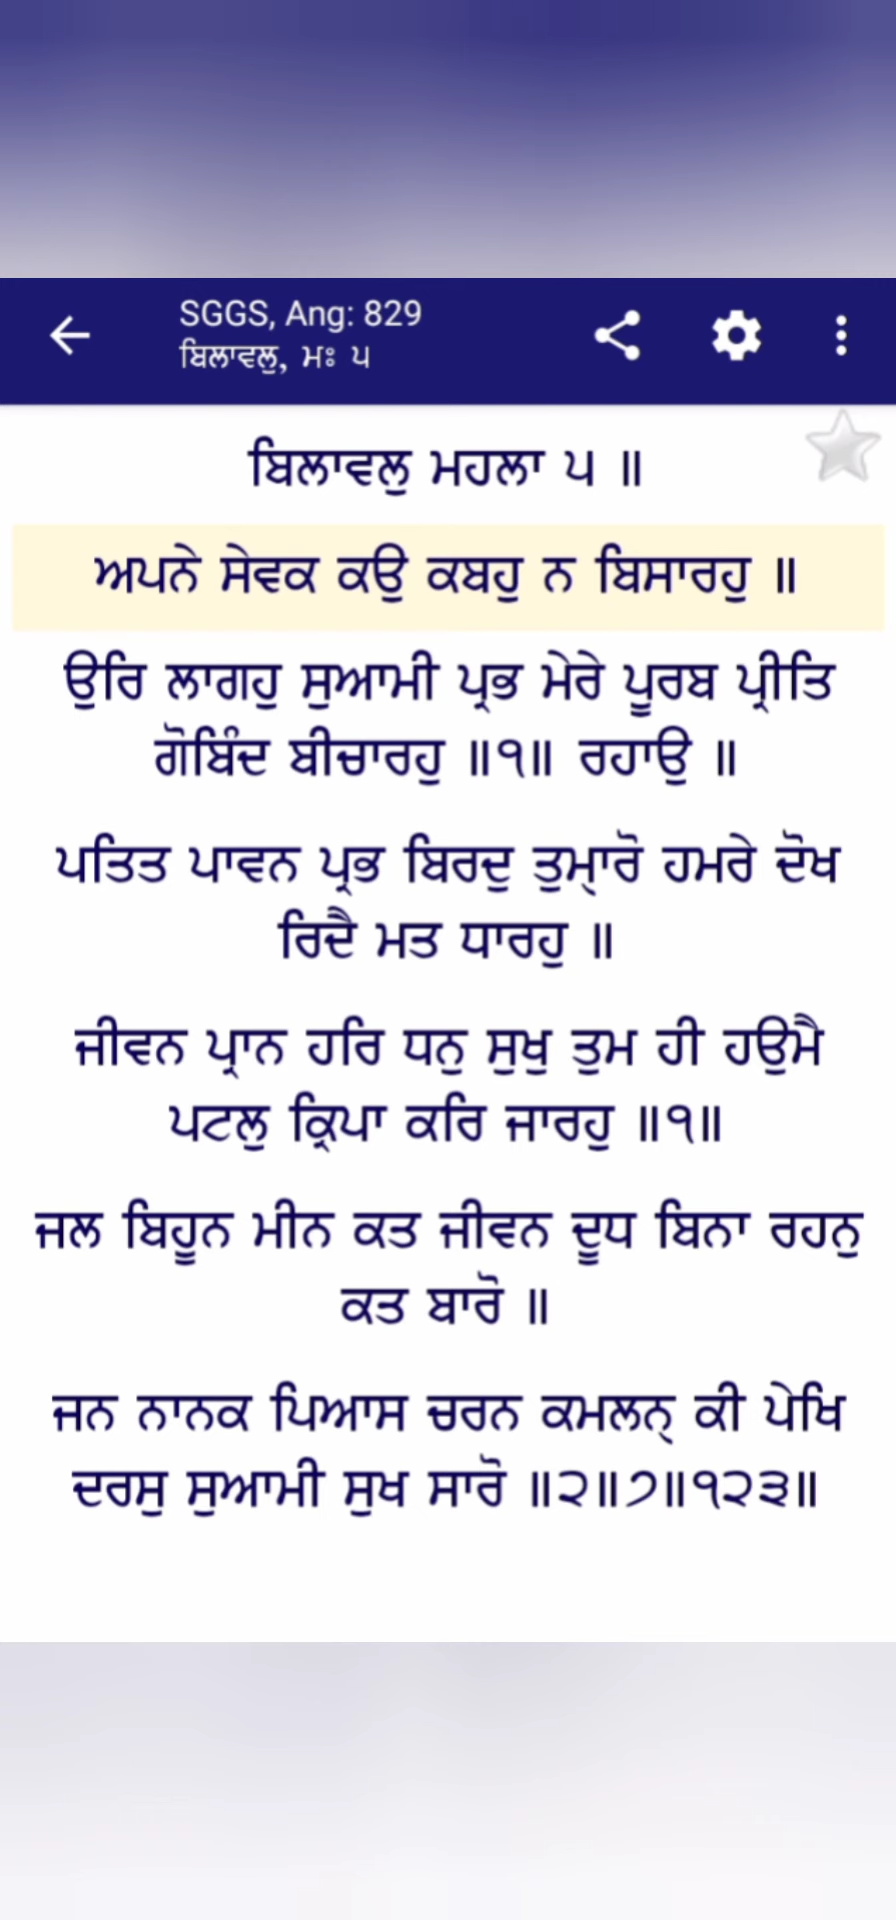 SGGS, Ang: 829
ਬਿਲਾਵਲੁ, ਮਃ ੫
ਬਿਲਾਵਲੁ ਮਹਲਾ ੫ ॥
ਅਪਨੇ ਸੇਵਕ ਕਉ ਕਬਹੁ ਨ ਬਿਸਾਰਹੁ ॥
ਉਰਿ ਲਾਗਹੁ ਸੁਆਮੀ ਪ੍ਰਭ ਮੇਰੇ ਪੂਰਬ ਪ੍ਰੀਤਿ
ਗੋਬਿੰਦ ਬੀਚਾਰਹੁ ॥੧॥ ਰਹਾਉ ॥
ਪਤਿਤ ਪਾਵਨ ਪ੍ਰਭ ਬਿਰਦੁ ਤੁਮ੍ਹਾਰੋ ਹਮਰੇ ਦੋਖ
ਰਿਦੈ ਮਤ ਧਾਰਹੁ ॥
ਜੀਵਨ ਪ੍ਰਾਨ ਹਰਿ ਧਨੁ ਸੁਖੁ ਤੁਮ ਹੀ ਹਉਮੈ
ਪਟਲੁ ਕ੍ਰਿਪਾ ਕਰਿ ਜਾਰਹੁ ॥੧॥
ਜਲ ਬਿਹੂਨ ਮੀਨ ਕਤ ਜੀਵਨ ਦੂਧ ਬਿਨਾ ਰਹਨੁ
ਕਤ ਬਾਰੋ ॥
ਜਨ ਨਾਨਕ ਪਿਆਸ ਚਰਨ ਕਮਲਨ੍ਹ ਕੀ ਪੇਖਿ
ਦਰਸੁ ਸੁਆਮੀ ਸੁਖ ਸਾਰੋ ॥੨॥੭॥੧੨੩॥